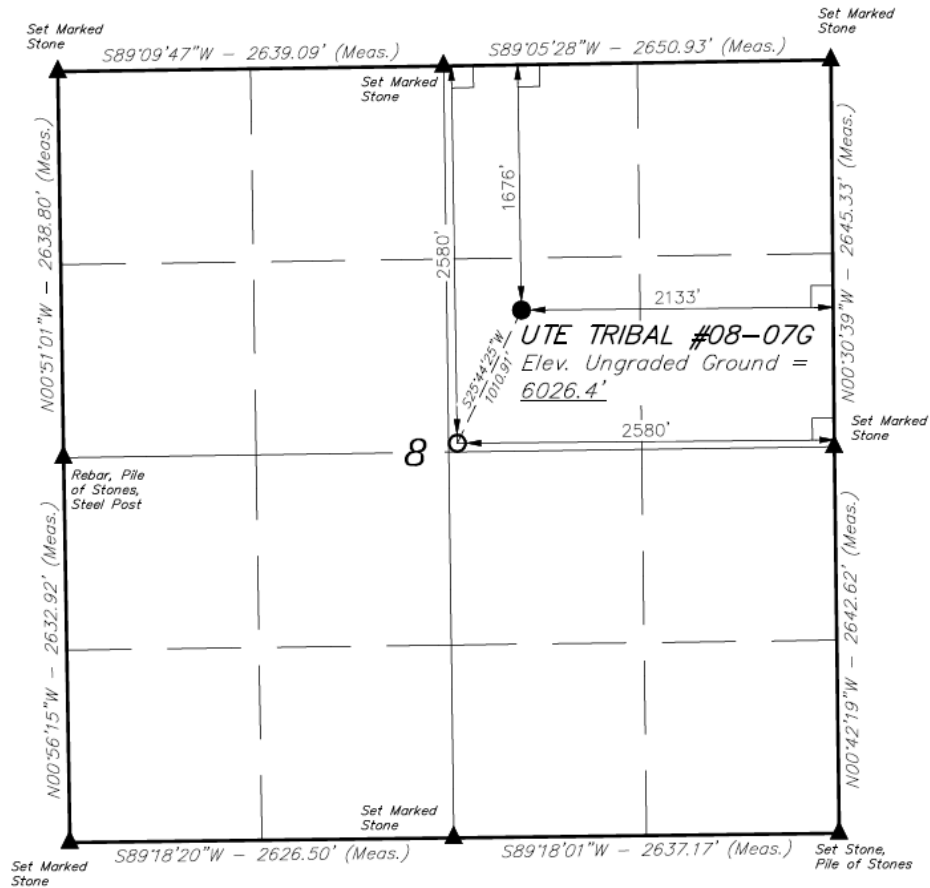 Set Marked
Stone
S89°09'47"W - 2639.09' (Meas.)
S89°05'28"W - 2650.93' (Meas.)
Set Marked
Stone
Set Marked
Stone
N00°51'01"W - 2638.80' (Meas.)
2580'
1676'
N00°30'39"W - 2645.33' (Meas.)
2133'
UTE TRIBAL #08-07G
Elev. Ungraded Ground =
6026.4'
S25°44'25"W
1010.91'
2580'
Set Marked
Stone
8
Rebar, Pile
of Stones,
Steel Post
N00°56'15"W - 2632.92' (Meas.)
N00°42'19"W - 2642.62' (Meas.)
Set Marked
Stone
S89°18'20"W - 2626.50' (Meas.)
S89°18'01"W - 2637.17' (Meas.)
Set Marked
Stone
Set Stone,
Pile of Stones